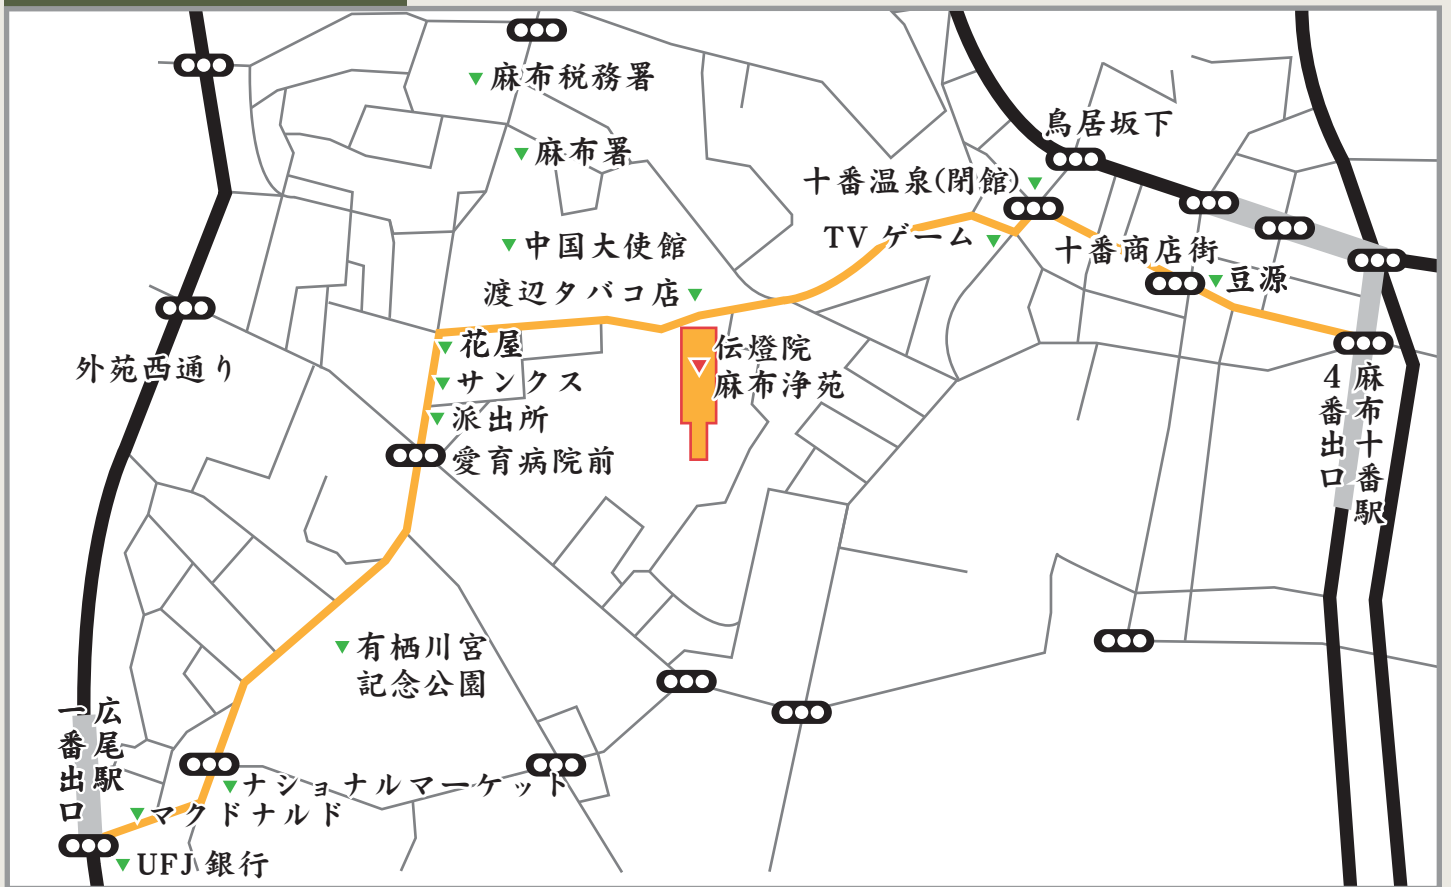 麻布税務署
鳥居坂下
麻布署
十番温泉(閉館)
TV ゲーム
中国大使館
十番商店街
豆源
渡辺タバコ店
花屋
伝燈院
麻布浄苑
外苑西通り
サンクス
派出所
愛育病院前
麻布十番駅
4番出口
有栖川宮
記念公園
広尾駅
一番出口
ナショナルマーケット
マクドナルド
UFJ 銀行